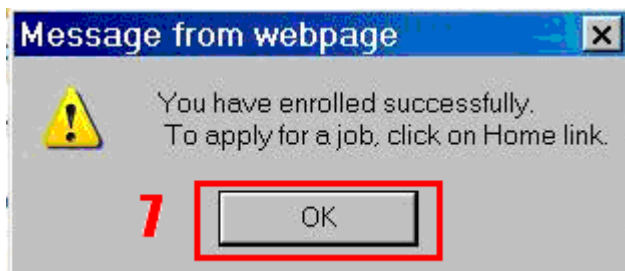 Message from webpage
You have enrolled successfully.
To apply for a job, click on Home link.
7
OK